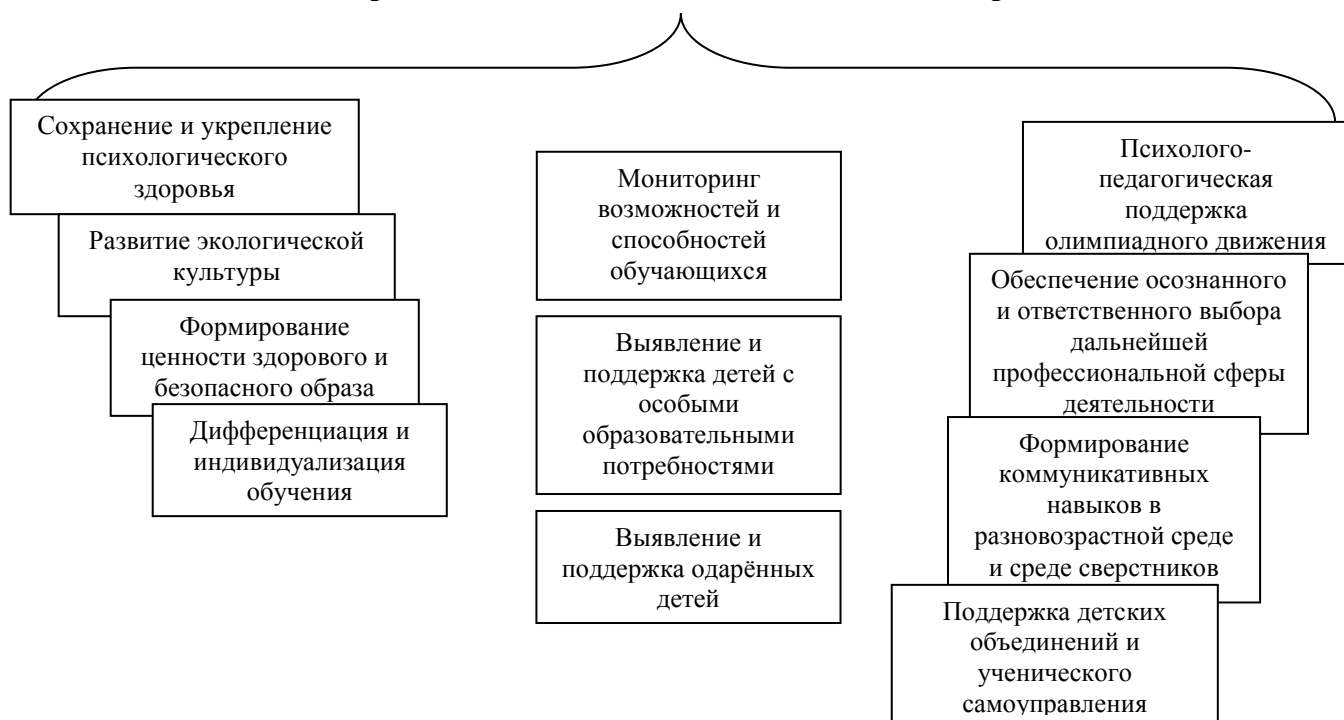 Сохранение и укрепление
психологического
здоровья
Развитие экологической
культуры
Формирование
ценности здорового и
безопасного образа
Дифференциация и
индивидуализация
обучения
Мониторинг
возможностей и
способностей
обучающихся
Выявление и
поддержка детей с
особыми
образовательными
потребностями
Выявление и
поддержка одарённых
детей
Психолого-
педагогическая
поддержка
олимпиадного движения
Обеспечение осознанного
и ответственного выбора
дальнейшей
профессиональной сферы
деятельности
Формирование
коммуникативных
навыков в
разновозрастной среде
и среде сверстников
Поддержка детских
объединений и
ученического
самоуправления